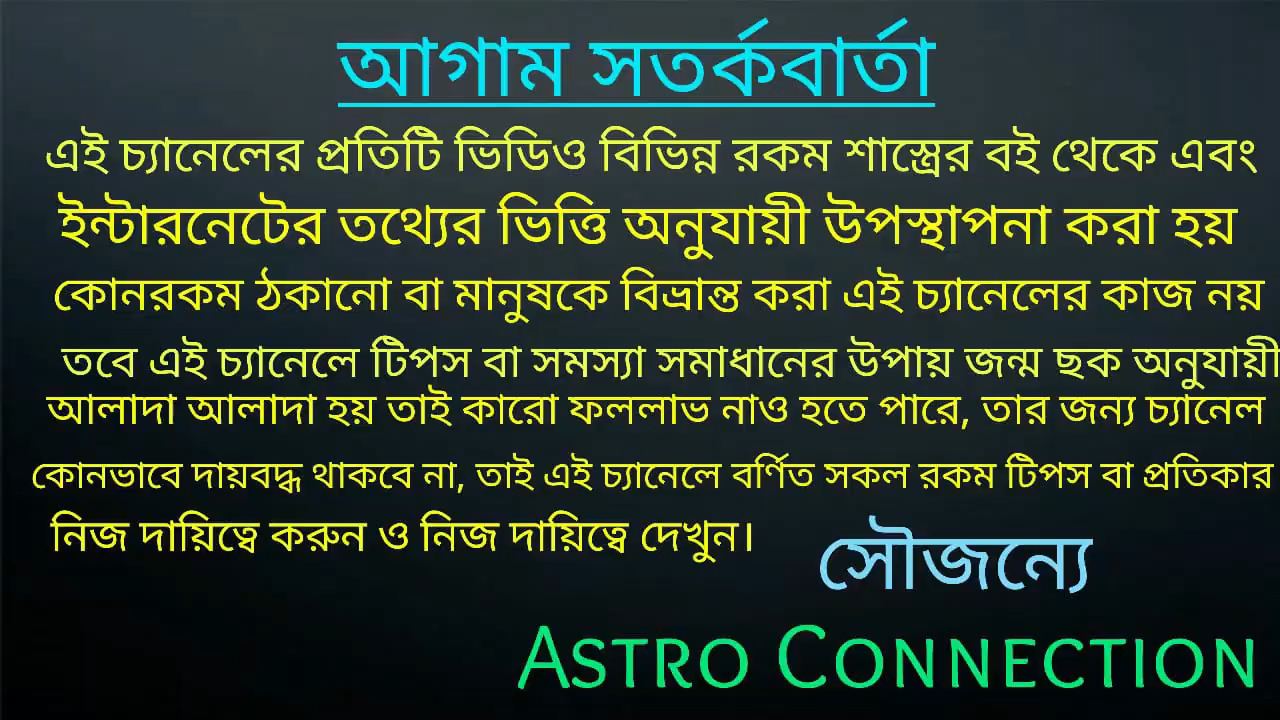 আগাম সতর্কবার্তা
এই চ্যানেলের প্রতিটি ভিডিও বিভিন্ন রকম শাস্ত্রের বই থেকে এবং
ইন্টারনেটের তথ্যের ভিত্তি অনুযায়ী উপস্থাপনা করা হয়
কোনরকম ঠকানো বা মানুষকে বিভ্রান্ত করা এই চ্যানেলের কাজ নয়
তবে এই চ্যানেলে টিপস বা সমস্যা সমাধানের উপায় জন্ম ছক অনুযায়ী
আলাদা আলাদা হয় তাই কারো ফললাভ নাও হতে পারে, তার জন্য চ্যানেল
কোনভাবে দায়বদ্ধ থাকবে না, তাই এই চ্যানেলে বর্ণিত সকল রকম টিপস বা প্রতিকার
নিজ দায়িত্বে করুন ও নিজ দায়িত্বে দেখুন।
সৌজন্যে
ASTRO CONNECTION